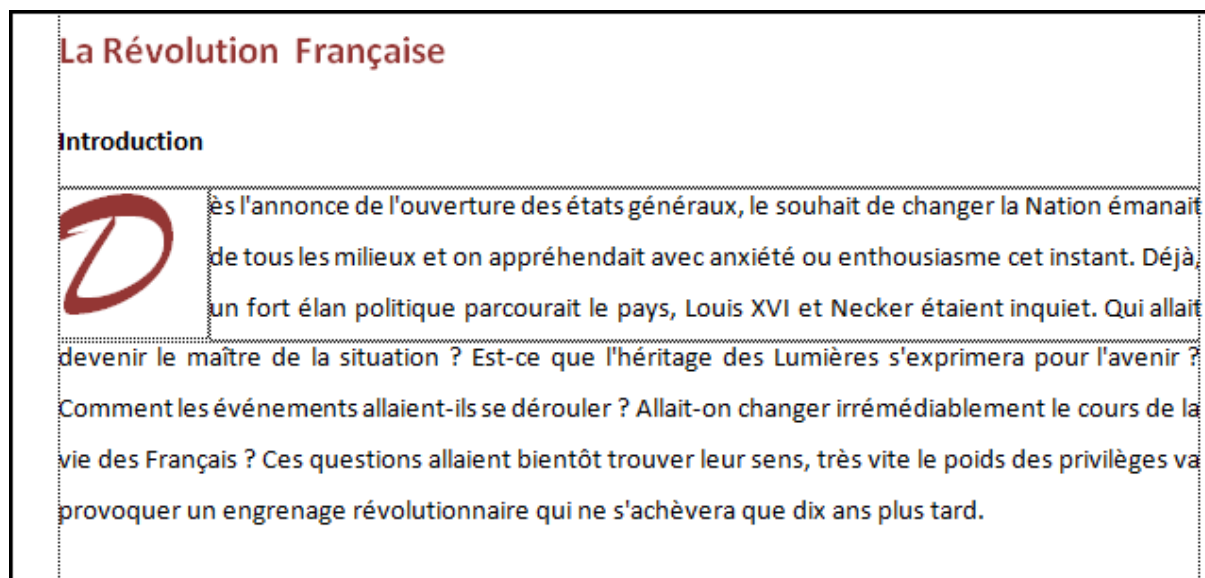 La Révolution Française
Introduction
Dès l'annonce de l'ouverture des états généraux, le souhait de changer la Nation émanait
de tous les milieux et on appréhendait avec anxiété ou enthousiasme cet instant. Déjà,
un fort élan politique parcourait le pays, Louis XVI et Necker étaient inquiet. Qui allait
devenir le maître de la situation ? Est-ce que l'héritage des Lumières s'exprimera pour l'avenir ?
Comment les événements allaient-ils se dérouler ? Allait-on changer irrémédiablement le cours de la
vie des Français ? Ces questions allaient bientôt trouver leur sens, très vite le poids des privilèges va
provoquer un engrenage révolutionnaire qui ne s'achèvera que dix ans plus tard.